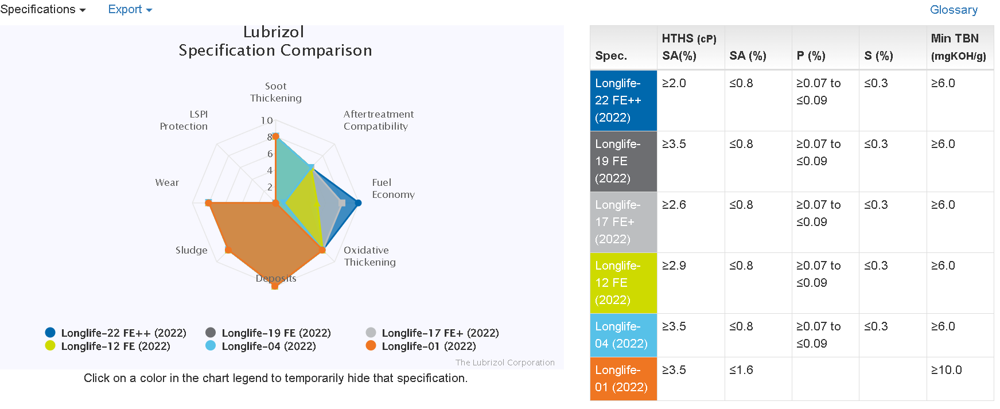 Specifications
Export
Glossary
Lubrizol
Specification Comparison
Soot
Thickening
LSPI
Protection
Aftertreatment
Compatibility
10
8
6
4
2
Wear
Fuel
Economy
Sludge
Oxidative
Thickening
Deposits
Longlife-22 FE++ (2022)
Longlife-19 FE (2022)
Longlife-17 FE+ (2022)
Longlife-12 FE (2022)
Longlife-04 (2022)
Longlife-01 (2022)
The Lubrizol Corporation
Click on a color in the chart legend to temporarily hide that specification.
HTHS (cP) Min TBN
Spec. SA(%) SA (%) P (%) S (%) (mgKOH/g)
Longlife- ≥2.0 ≤0.8 ≥0.07 to ≤0.3 ≥6.0
22 FE++ ≤0.09
(2022)
Longlife- ≥3.5 ≤0.8 ≥0.07 to ≤0.3 ≥6.0
19 FE ≤0.09
(2022)
Longlife- ≥2.6 ≤0.8 ≥0.07 to ≤0.3 ≥6.0
17 FE+ ≤0.09
(2022)
Longlife- ≥2.9 ≤0.8 ≥0.07 to ≤0.3 ≥6.0
12 FE ≤0.09
(2022)
Longlife- ≥3.5 ≤0.8 ≥0.07 to ≤0.3 ≥6.0
04 (2022) ≤0.09
Longlife- ≥3.5 ≤1.6 ≥10.0
01 (2022)